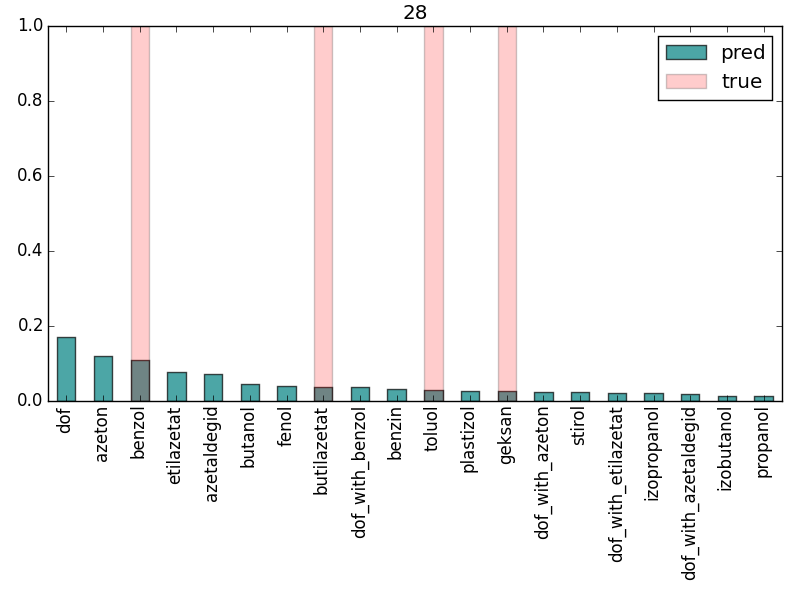 28
1.0
0.8
0.6
0.4
0.2
0.0
pred
true
dof
azeton
benzol
etilazetat
azetaldegid
butanol
fenol
butilazetat
dof_with_benzol
benzin
toluol
plastizol
geksan
dof_with_azeton
stirol
dof_with_etilazetat
izopropanol
dof_with_azetaldegid
izobutanol
propanol